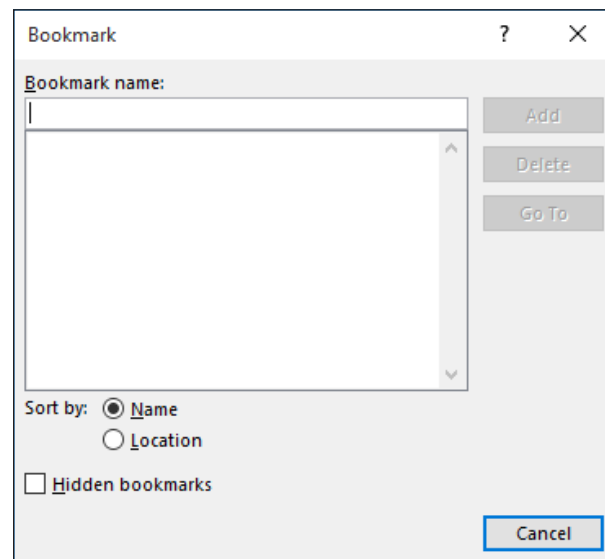 Bookmark ?
Bookmark name:
Add
Delete
Go To
Sort by: Name
Location
Hidden bookmarks
Cancel